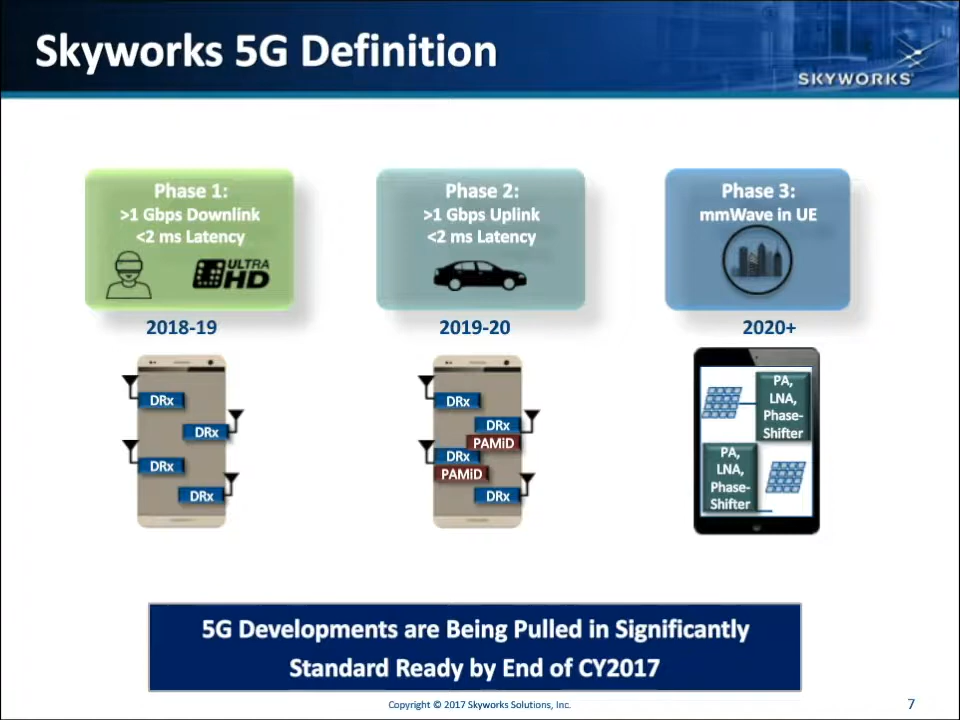 Skyworks 5G Definition
SKYWORKS
Phase 1:
>1 Gbps Downlink
<2 ms Latency
ULTRA
HD
2018-19
Phase 2:
>1 Gbps Uplink
<2 ms Latency
2019-20
Phase 3:
mmWave in UE
2020+
DRx
DRx
DRx
DRx
DRx
DRx
PAMiD
DRx
PAMiD
DRx
PA,
LNA,
Phase-
Shifter
PA,
LNA,
Phase-
Shifter
5G Developments are Being Pulled in Significantly
Standard Ready by End of CY2017
Copyright © 2017 Skyworks Solutions, Inc.
7